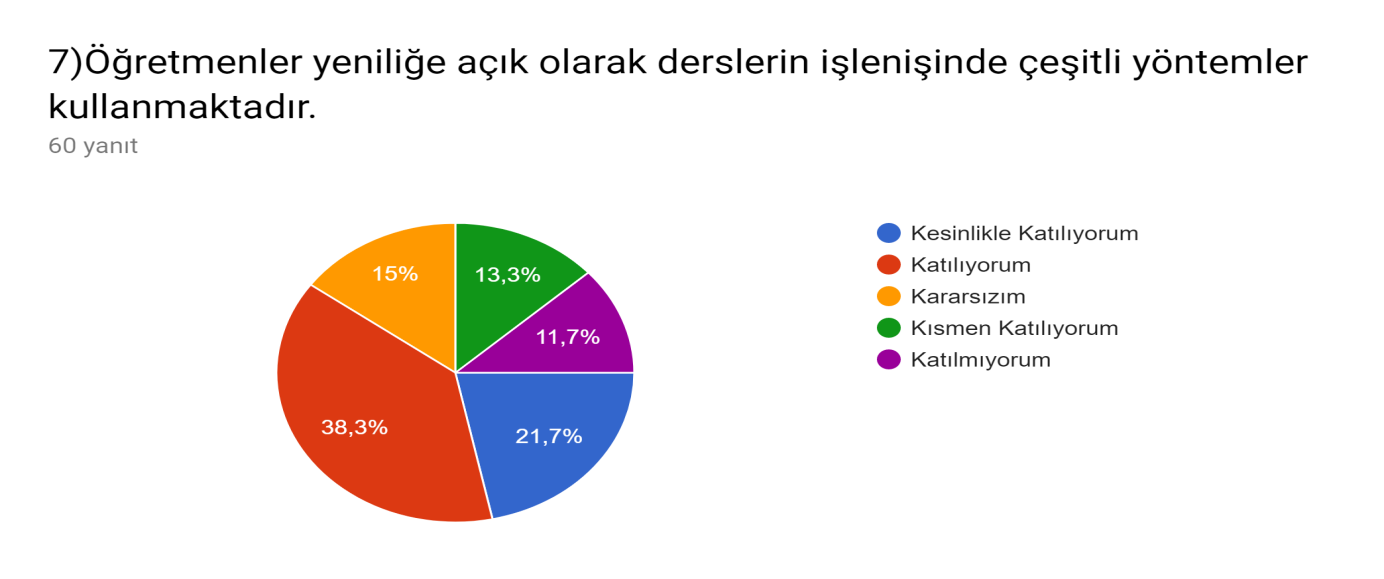 7)Öğretmenler yeniliğe açık olarak derslerin işlenişinde çeşitli yöntemler
kullanmaktadır.
60 yanıt
15%
13,3%
11,7%
38,3%
21,7%
Kesinlikle Katılıyorum
Katılıyorum
Kararsızım
Kısmen Katılıyorum
Katılmıyorum